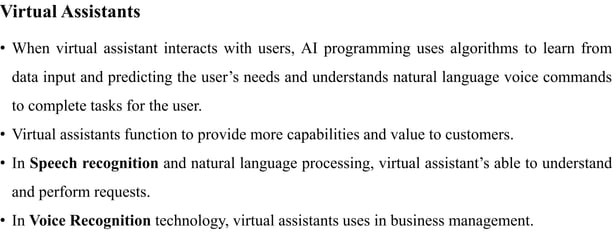 Virtual Assistants
• When virtual assistant interacts with users, AI programming uses algorithms to learn from
data input and predicting the user’s needs and understands natural language voice commands
to complete tasks for the user.
• Virtual assistants function to provide more capabilities and value to customers.
• In Speech recognition and natural language processing, virtual assistant’s able to understand
and perform requests.
• In Voice Recognition technology, virtual assistants uses in business management.